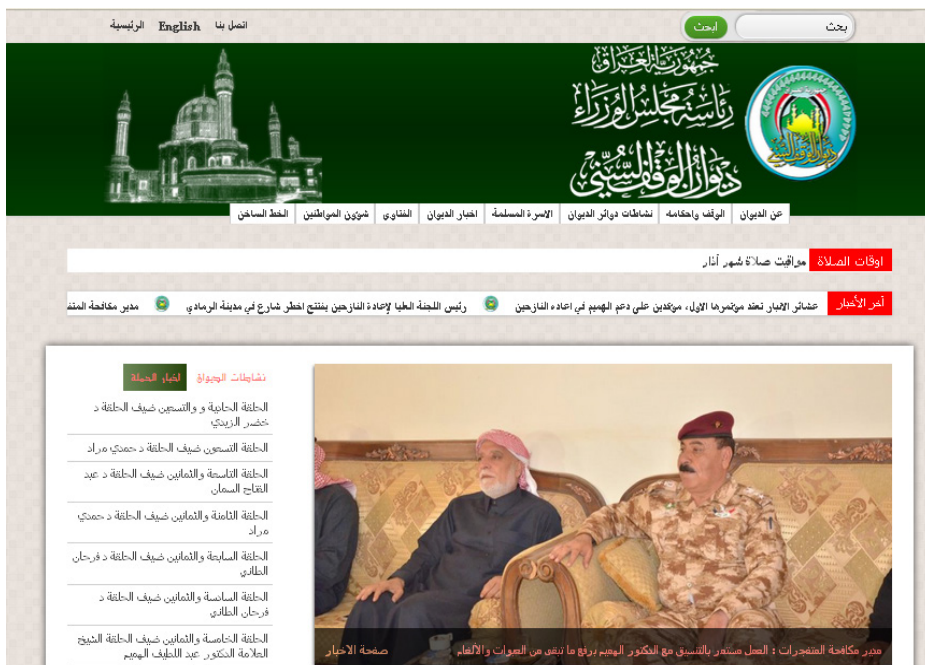 بحث
ابحث
اتصل بنا English الرئيسية
جمهورية العراق
رئاسة مجلس الوزراء
ديوان الوقف السني
عن الديوان الوقف واحكامه نشاطات دوائر الديوان الاسرة المسلمة اخبار الديوان الفتاوى شؤون المواطنين الخط الساخن
اوقات الصلاة مواقيت صلاة شهر آذار
آخر الأخبار عشائر الانبار تعقد مؤتمرها الاول، مؤكدين على دعم الهميم في اعاده النازحين رئيس اللجنة العليا لإعادة النازحين يفتتح اخطر شارع في مدينة الرمادي مدير مكافحة المتف
نشاطات الديوان اخبار الحملة
الحلقة الحادية و والتسعين ضيف الحلقة د
خضر الزيدي
الحلقة التسعون ضيف الحلقة د حمدي مراد
الحلقة التاسعة والثمانين ضيف الحلقة د عبد
الفتاح السمان
الحلقة الثامنة والثمانين ضيف الحلقة د حمدي
مراد
الحلقة السابعة والثمانين ضيف الحلقة د فرحان
الطائي
الحلقة السادسة والثمانين ضيف الحلقة د
فرحان الطائي
الحلقة الخامسة والثمانين ضيف الحلقة الشيخ
العلامة الدكتور عبد اللطيف الهميم
مدير مكافحة المتفجرات : العمل مستمر بالتنسيق مع الدكتور الهميم برفع ما تبقى من العبوات والألغام
صفحة الاخبار